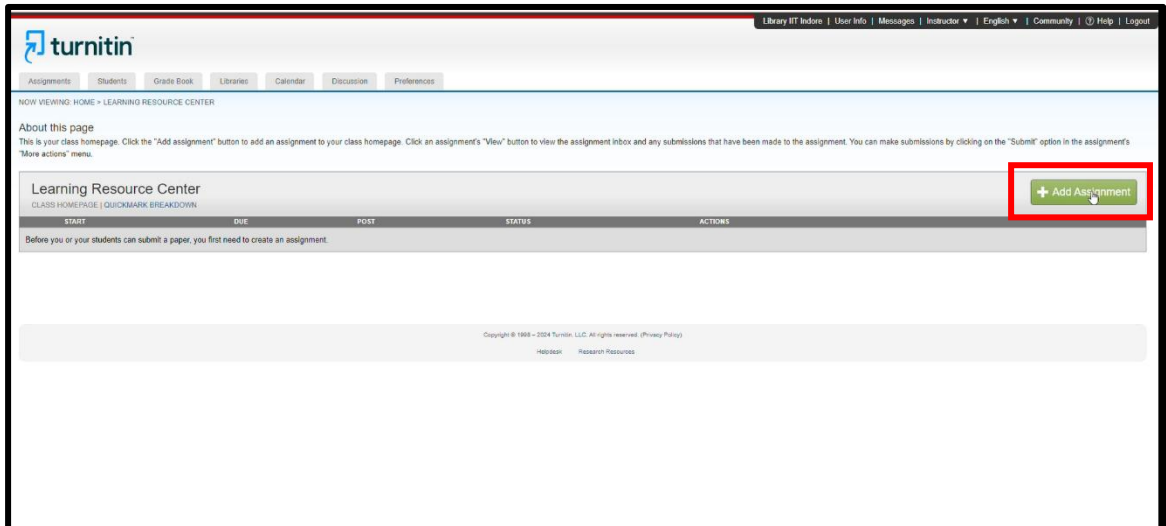 Library IIT Indore | User Info | Messages | Instructor ▼ | English ▼ | Community | ? Help | Logout
turnitin
Assignments Students Grade Book Libraries Calendar Discussion Preferences
NOW VIEWING: HOME > LEARNING RESOURCE CENTER
About this page
This is your class homepage. Click the "Add assignment" button to add an assignment to your class homepage. Click an assignment's "View" button to view the assignment inbox and any submissions that have been made to the assignment. You can make submissions by clicking on the "Submit" option in the assignment's
"More actions" menu.
Learning Resource Center
+ Add Assignment
CLASS HOMEPAGE | QUICKMARK BREAKDOWN
START DUE POST STATUS ACTIONS
Before you or your students can submit a paper, you first need to create an assignment.
Copyright © 1998 – 2024 Turnitin, LLC. All rights reserved. (Privacy Policy)
Helpdesk Research Resources